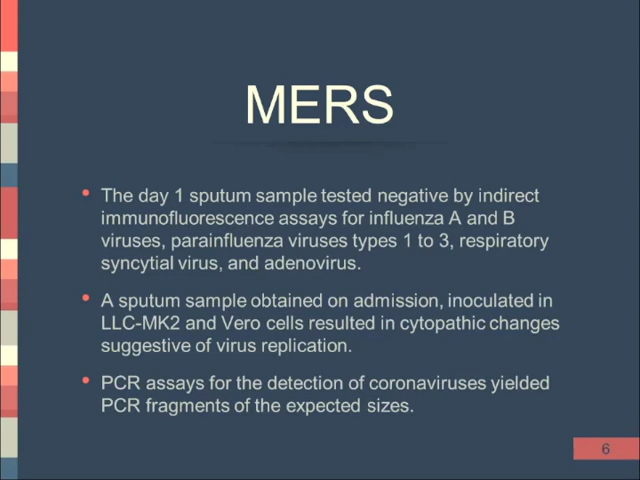 MERS
• The day 1 sputum sample tested negative by indirect
immunofluorescence assays for influenza A and B
viruses, parainfluenza viruses types 1 to 3, respiratory
syncytial virus, and adenovirus.
• A sputum sample obtained on admission, inoculated in
LLC-MK2 and Vero cells resulted in cytopathic changes
suggestive of virus replication.
• PCR assays for the detection of coronaviruses yielded
PCR fragments of the expected sizes.
6